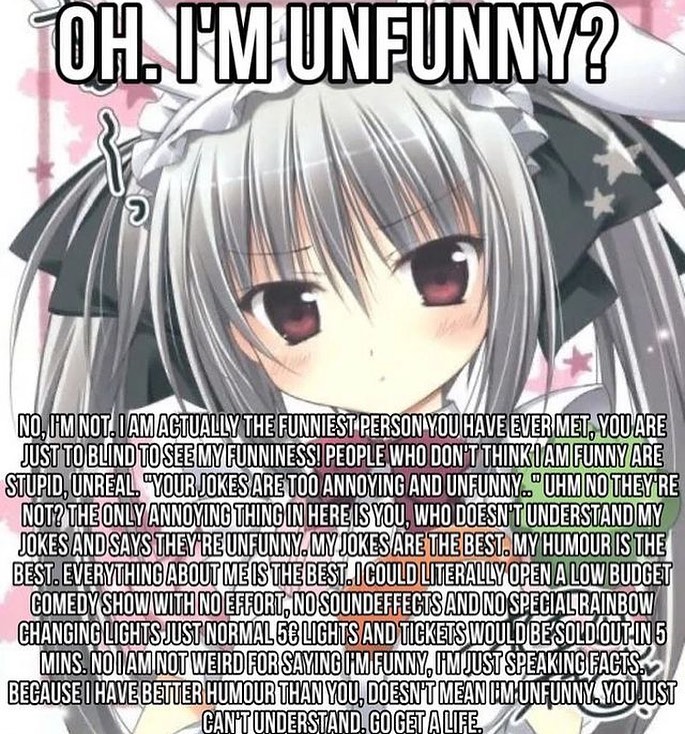 OH. I'M UNFUNNY?
NO, I'M NOT. I AM ACTUALLY THE FUNNIEST PERSON YOU HAVE EVER MET, YOU ARE
JUST TO BLIND TO SEE MY FUNNINESS! PEOPLE WHO DON'T THINK I AM FUNNY ARE
STUPID, UNREAL. "YOUR JOKES ARE TOO ANNOYING AND UNFUNNY.." UHM NO THEY'RE
NOT? THE ONLY ANNOYING THING IN HERE IS YOU, WHO DOESN'T UNDERSTAND MY
JOKES AND SAYS THEY'RE UNFUNNY. MY JOKES ARE THE BEST. MY HUMOUR IS THE
BEST. EVERYTHING ABOUT ME IS THE BEST. I COULD LITERALLY OPEN A LOW BUDGET
COMEDY SHOW WITH NO EFFORT, NO SOUNDEFFECTS AND NO SPECIAL RAINBOW
CHANGING LIGHTS JUST NORMAL 5€ LIGHTS AND TICKETS WOULD BE SOLD OUT IN 5
MINS. NO I AM NOT WEIRD FOR SAYING I'M FUNNY, I'M JUST SPEAKING FACTS.
BECAUSE I HAVE BETTER HUMOUR THAN YOU, DOESN'T MEAN I'M UNFUNNY. YOU JUST
CAN'T UNDERSTAND. GO GET A LIFE.